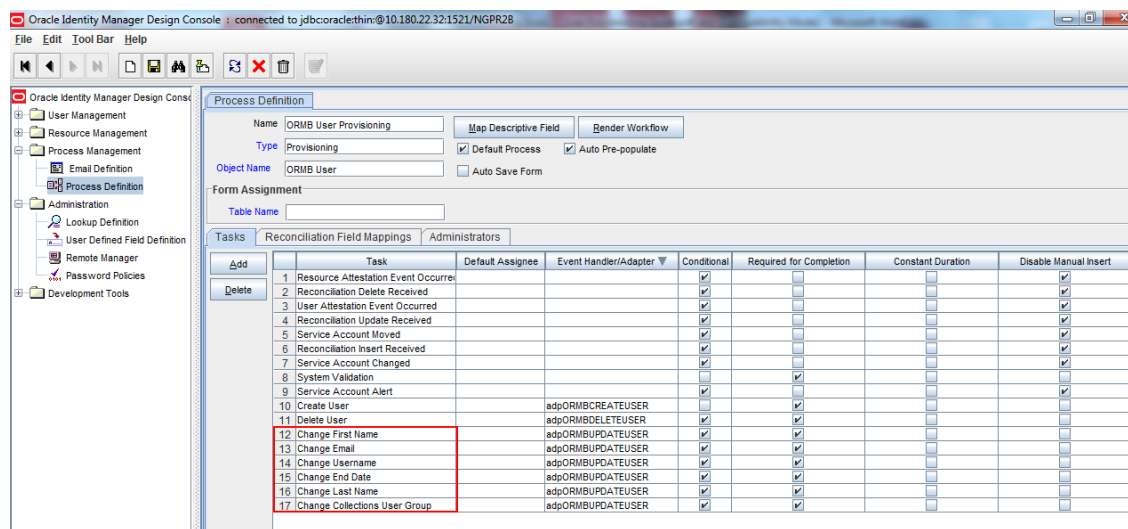 Oracle Identity Manager Design Console : connected to jdbc:oracle:thin:@10.180.22.32:1521/NGPR2B
File Edit Tool Bar Help
Oracle Identity Manager Design Conso
User Management
Resource Management
Process Management
Email Definition
Process Definition
Administration
Lookup Definition
User Defined Field Definition
Remote Manager
Password Policies
Development Tools
Process Definition
Name ORMB User Provisioning Map Descriptive Field Render Workflow
Type Provisioning Default Process Auto Pre-populate
Object Name ORMB User Auto Save Form
Form Assignment
Table Name
Tasks Reconciliation Field Mappings Administrators
Add
Delete
Task Default Assignee Event Handler/Adapter Conditional Required for Completion Constant Duration Disable Manual Insert
1 Resource Attestation Event Occurred
2 Reconciliation Delete Received
3 User Attestation Event Occurred
4 Reconciliation Update Received
5 Service Account Moved
6 Reconciliation Insert Received
7 Service Account Changed
8 System Validation
9 Service Account Alert
10 Create User adpORMBCREATEUSER
11 Delete User adpORMBDELETEUSER
12 Change First Name adpORMBUPDATEUSER
13 Change Email adpORMBUPDATEUSER
14 Change Username adpORMBUPDATEUSER
15 Change End Date adpORMBUPDATEUSER
16 Change Last Name adpORMBUPDATEUSER
17 Change Collections User Group adpORMBUPDATEUSER